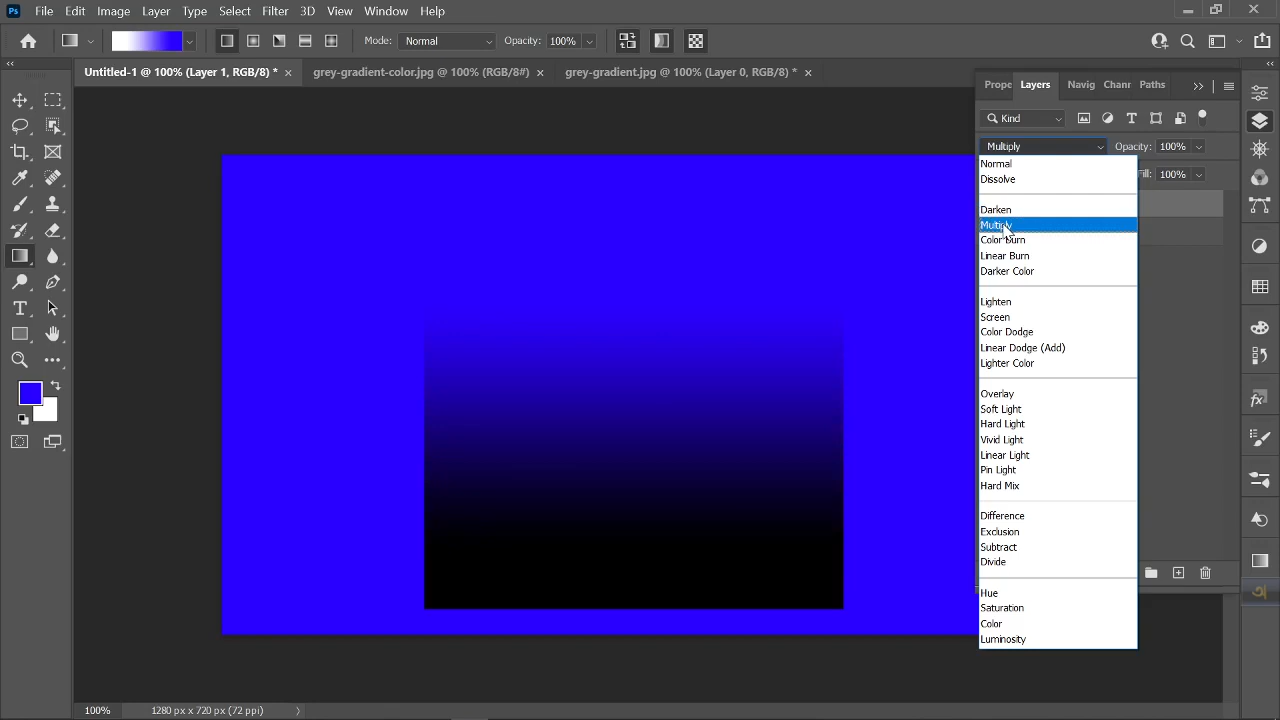 Ps File Edit Image Layer Type Select Filter 3D View Window Help
Mode: Normal Opacity: 100%
Untitled-1 @ 100% (Layer 1, RGB/8) * × grey-gradient-color.jpg @ 100% (RGB/8#) × grey-gradient.jpg @ 100% (Layer 0, RGB/8) * ×
Prope Layers Navig Chann Paths
Kind
Multiply Opacity: 100%
Normal
Fill: 100%
Dissolve
Darken
Multiply
Color Burn
Linear Burn
Darker Color
Lighten
Screen
Color Dodge
Linear Dodge (Add)
Lighter Color
Overlay
Soft Light
Hard Light
Vivid Light
Linear Light
Pin Light
Hard Mix
Difference
Exclusion
Subtract
Divide
Hue
Saturation
Color
Luminosity
100% 1280 px x 720 px (72 ppi)